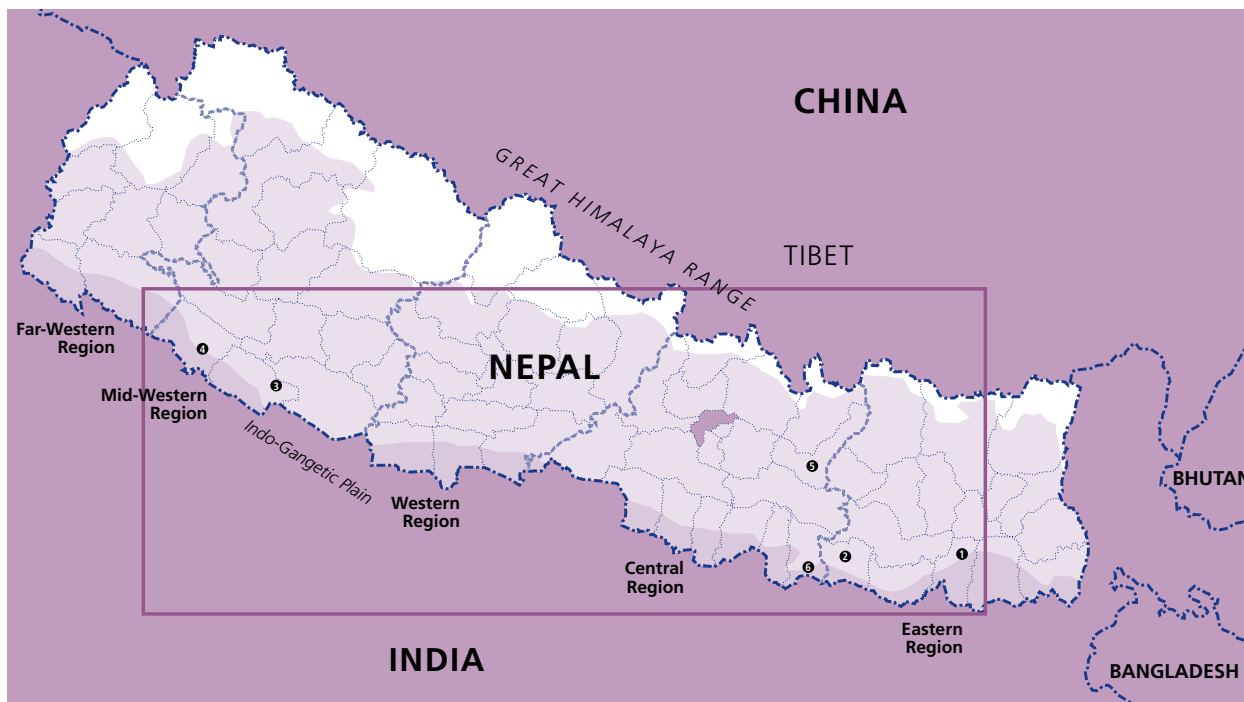 CHINA
GREAT HIMALAYA RANGE
TIBET
Far-Western
Region
NEPAL
4
3
Mid-Western
Region
Indo-Gangetic Plain
5
BHUTAN
Western
Region
2
1
6
Central
Region
Eastern
Region
INDIA
BANGLADESH